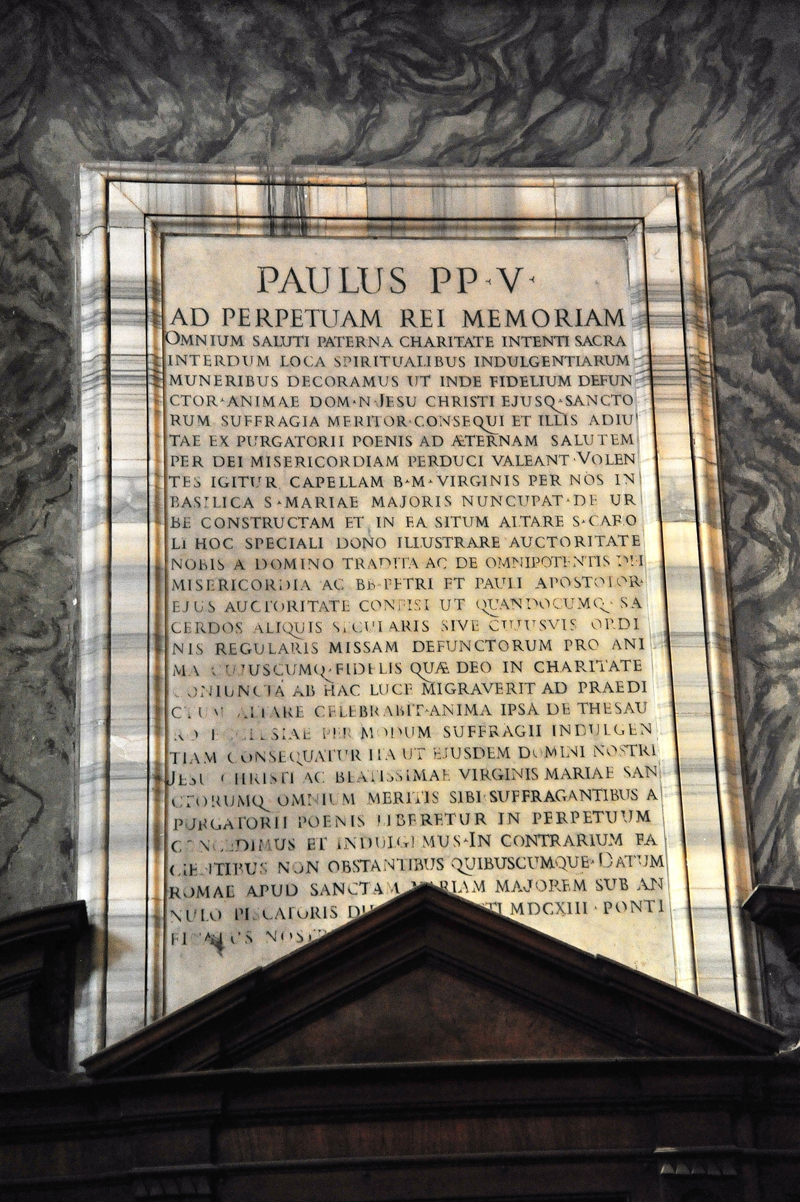 PAULUS PP·V·
AD PERPETUAM REI MEMORIAM
OMNIUM SALUTI PATERNA CHARITATE INTENTI SACRA
INTERDUM LOCA SPIRITUALIBUS INDULGENTIARUM
MUNERIBUS DECORAMUS UT INDE FIDELIUM DEFUN
CTOR·ANIMAE DOM·N·JESU CHRISTI EJUSQ·SANCTO
RUM SUFFRAGIA MERITOR·CONSEQUI ET ILLIS ADIU
TAE EX PURGATORII POENIS AD ÆTERNAM SALUTEM
PER DEI MISERICORDIAM PERDUCI VALEANT·VOLEN
TES IGITUR CAPELLAM B·M·VIRGINIS PER NOS IN
BASILICA S·MARIAE MAJORIS NUNCUPAT·DE UR
BE CONSTRUCTAM ET IN EA SITUM ALTARE S·CARO
LI HOC SPECIALI DONO ILLUSTRARE AUCTORITATE
NOBIS A DOMINO TRADITA AC DE OMNIPOTENTIS DEI
MISERICORDIA AC BB·PETRI ET PAULI APOSTOLOR·
EJUS AUCTORITATE CONFISI UT QUANDOCUMQ·SA
CERDOS ALIQUIS SECULARIS SIVE CUJUSVIS ORDI
NIS REGULARIS MISSAM DEFUNCTORUM PRO ANI
MA CUJUSCUMQ·FIDELIS QUÆ DEO IN CHARITATE
CONIUNCTA AB HAC LUCE MIGRAVERIT AD PRAEDI
CTUM ALTARE CELEBRABIT·ANIMA IPSA DE THESAU
RO ECCLESIAE PER MODUM SUFFRAGII INDULGEN
TIAM CONSEQUATUR ITA UT EJUSDEM DOMINI NOSTRI
JESU CHRISTI AC BEATISSIMAE VIRGINIS MARIAE SAN
CTORUMQ·OMNIUM MERITIS SIBI SUFFRAGANTIBUS A
PURGATORII POENIS LIBERETUR IN PERPETUUM
CONCEDIMUS ET INDULGEMUS·IN CONTRARIUM FA
CIENTIBUS NON OBSTANTIBUS QUIBUSCUMQUE·DATUM
ROMAE APUD SANCTAM MARIAM MAJOREM SUB AN
NULO PISCATORIS MDCXIII·PONTI
FICATUS